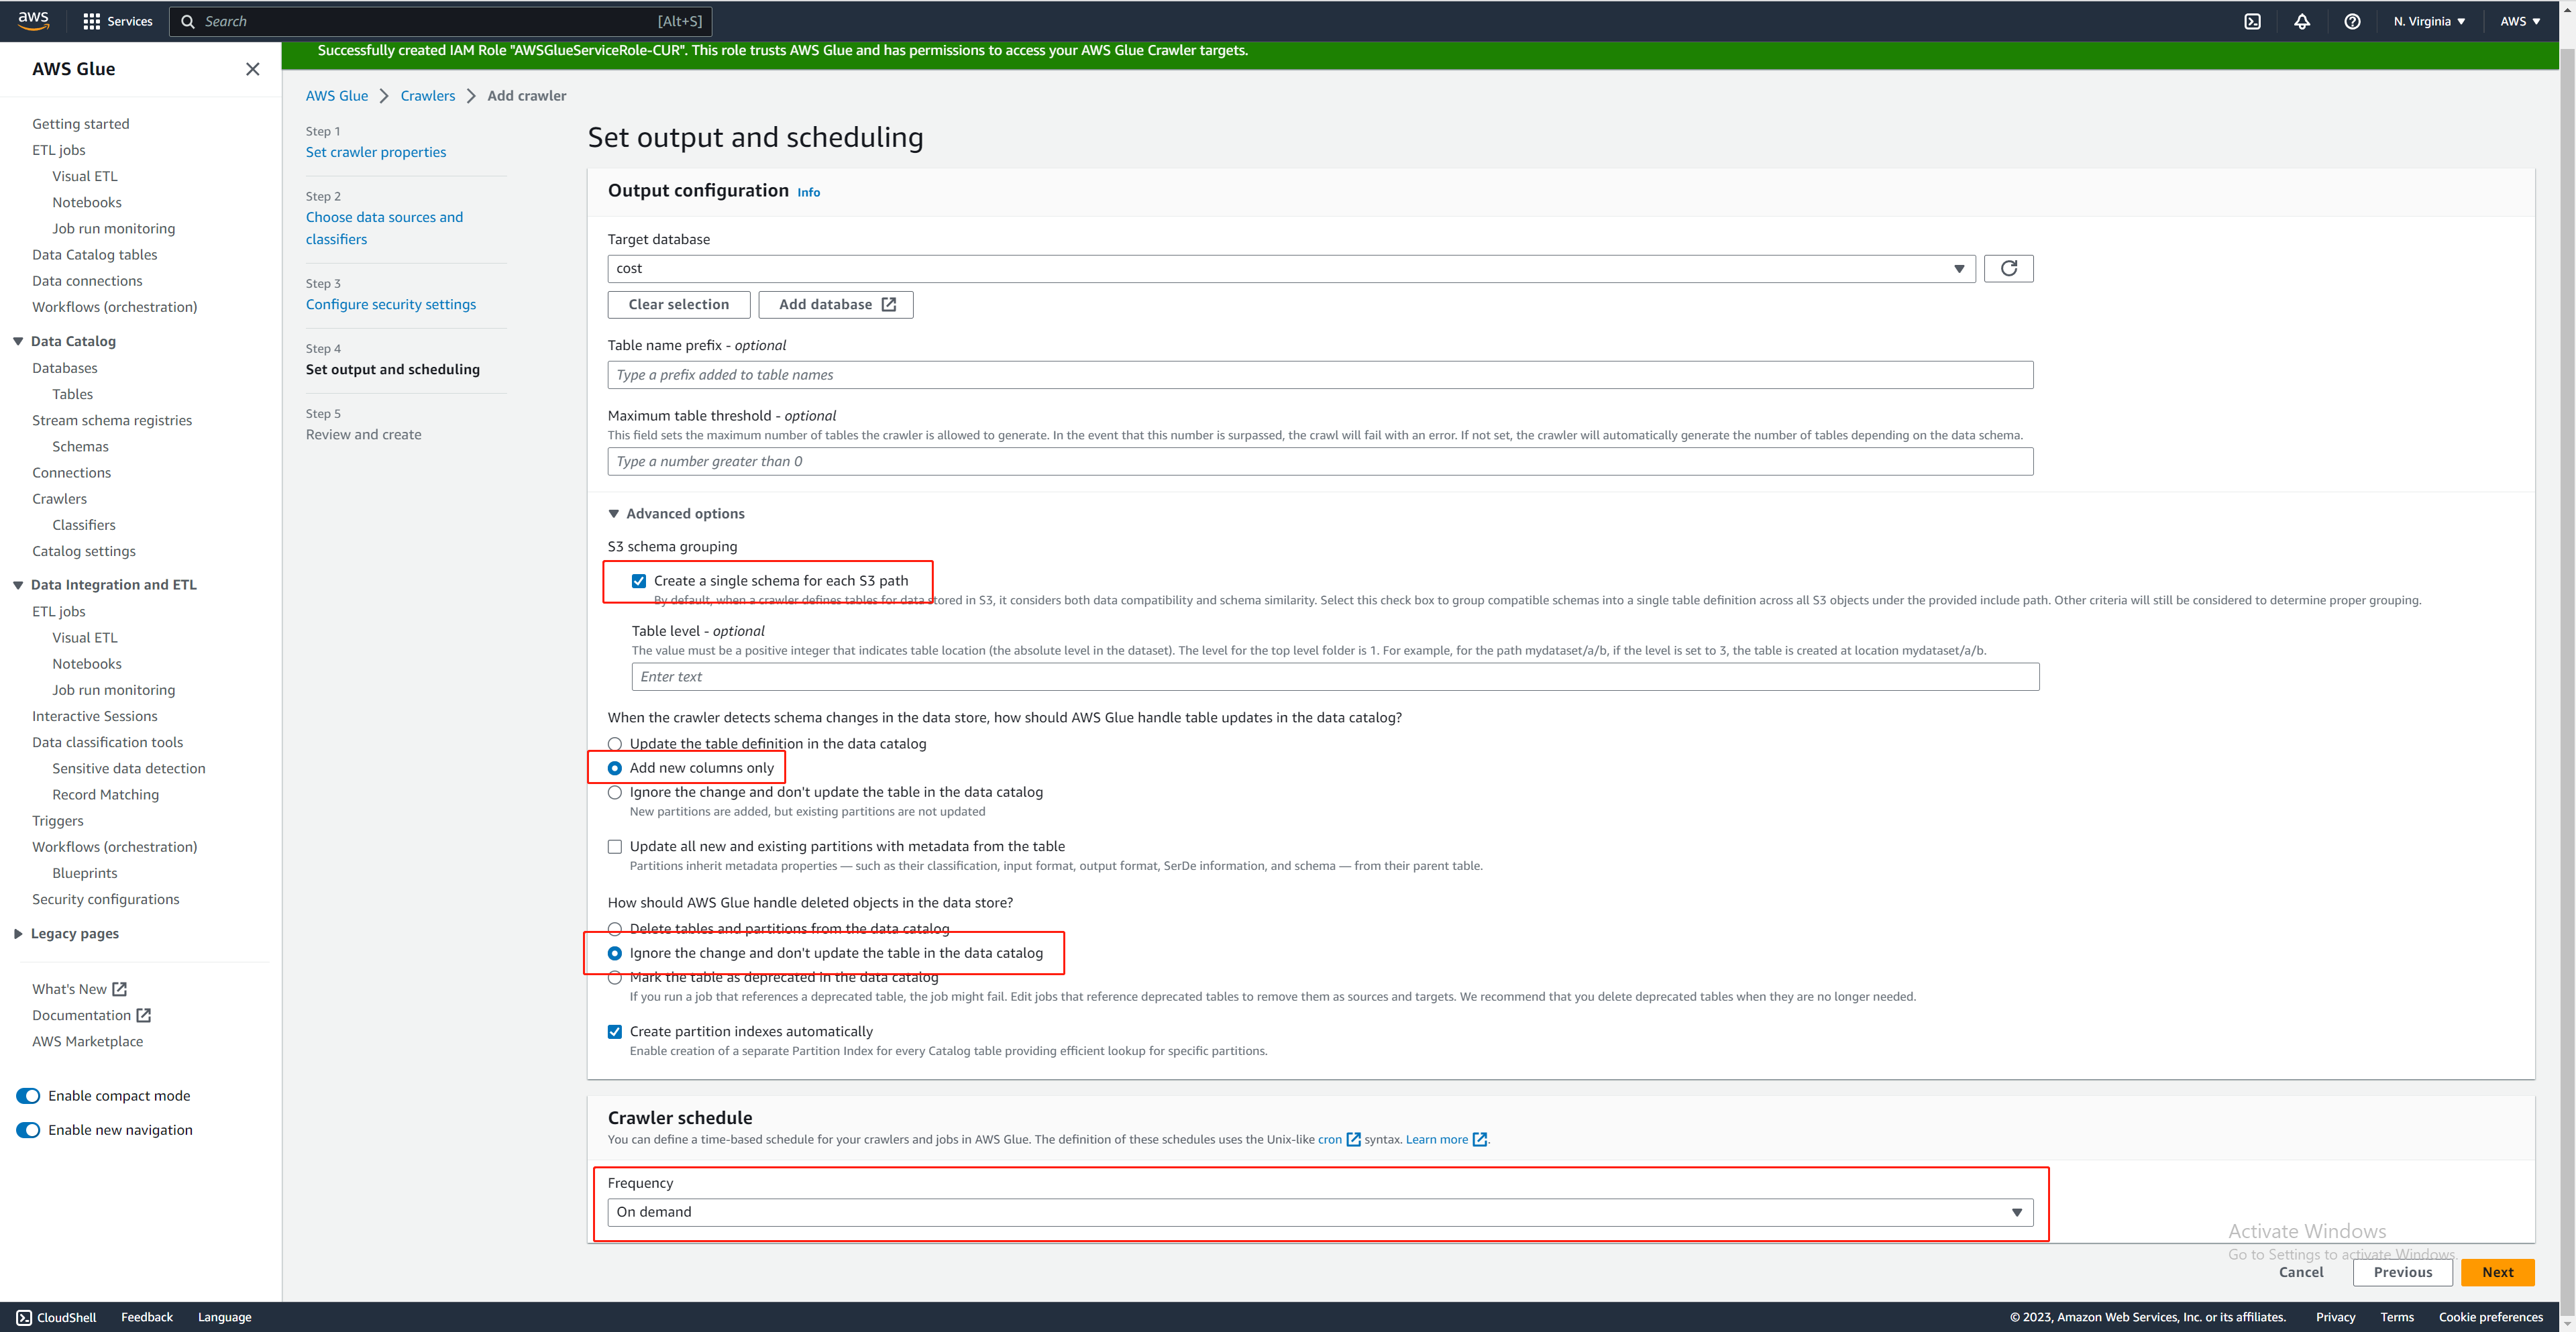 aws
Services
Search
[Alt+S]
N. Virginia
AWS
Successfully created IAM Role "AWSGlueServiceRole-CUR". This role trusts AWS Glue and has permissions to access your AWS Glue Crawler targets.
AWS Glue
Getting started
ETL jobs
Visual ETL
Notebooks
Job run monitoring
Data Catalog tables
Data connections
Workflows (orchestration)
Data Catalog
Databases
Tables
Stream schema registries
Schemas
Connections
Crawlers
Classifiers
Catalog settings
Data Integration and ETL
ETL jobs
Visual ETL
Notebooks
Job run monitoring
Interactive Sessions
Data classification tools
Sensitive data detection
Record Matching
Triggers
Workflows (orchestration)
Blueprints
Security configurations
Legacy pages
What's New
Documentation
AWS Marketplace
Enable compact mode
Enable new navigation
AWS Glue
Crawlers
Add crawler
Step 1
Set crawler properties
Step 2
Choose data sources and
classifiers
Step 3
Configure security settings
Step 4
Set output and scheduling
Step 5
Review and create
Set output and scheduling
Output configuration Info
Target database
cost
Clear selection
Add database
Table name prefix - optional
Type a prefix added to table names
Maximum table threshold - optional
This field sets the maximum number of tables the crawler is allowed to generate. In the event that this number is surpassed, the crawl will fail with an error. If not set, the crawler will automatically generate the number of tables depending on the data schema.
Type a number greater than 0
Advanced options
S3 schema grouping
Create a single schema for each S3 path
By default, when a crawler defines tables for data stored in S3, it considers both data compatibility and schema similarity. Select this check box to group compatible schemas into a single table definition across all S3 objects under the provided include path. Other criteria will still be considered to determine proper grouping.
Table level - optional
The value must be a positive integer that indicates table location (the absolute level in the dataset). The level for the top level folder is 1. For example, for the path mydataset/a/b, if the level is set to 3, the table is created at location mydataset/a/b.
Enter text
When the crawler detects schema changes in the data store, how should AWS Glue handle table updates in the data catalog?
Update the table definition in the data catalog
Add new columns only
Ignore the change and don't update the table in the data catalog
New partitions are added, but existing partitions are not updated
Update all new and existing partitions with metadata from the table
Partitions inherit metadata properties — such as their classification, input format, output format, SerDe information, and schema — from their parent table.
How should AWS Glue handle deleted objects in the data store?
Delete tables and partitions from the data catalog
Ignore the change and don't update the table in the data catalog
Mark the table as deprecated in the data catalog
If you run a job that references a deprecated table, the job might fail. Edit jobs that reference deprecated tables to remove them as sources and targets. We recommend that you delete deprecated tables when they are no longer needed.
Create partition indexes automatically
Enable creation of a separate Partition Index for every Catalog table providing efficient lookup for specific partitions.
Crawler schedule
You can define a time-based schedule for your crawlers and jobs in AWS Glue. The definition of these schedules uses the Unix-like cron syntax. Learn more.
Frequency
On demand
Activate Windows
Go to Settings to activate Windows.
Cancel
Previous
Next
CloudShell
Feedback
Language
© 2023, Amazon Web Services, Inc. or its affiliates.
Privacy
Terms
Cookie preferences